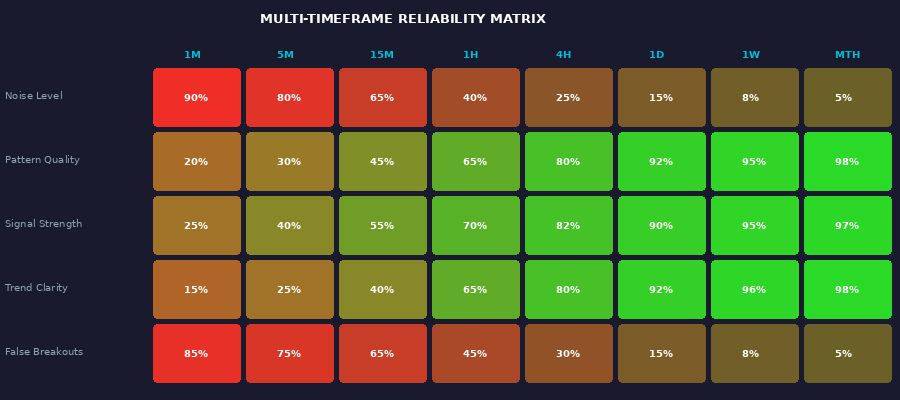 MULTI-TIMEFRAME RELIABILITY MATRIX
1M 5M 15M 1H 4H 1D 1W MTH
Noise Level 90% 80% 65% 40% 25% 15% 8% 5%
Pattern Quality 20% 30% 45% 65% 80% 92% 95% 98%
Signal Strength 25% 40% 55% 70% 82% 90% 95% 97%
Trend Clarity 15% 25% 40% 65% 80% 92% 96% 98%
False Breakouts 85% 75% 65% 45% 30% 15% 8% 5%